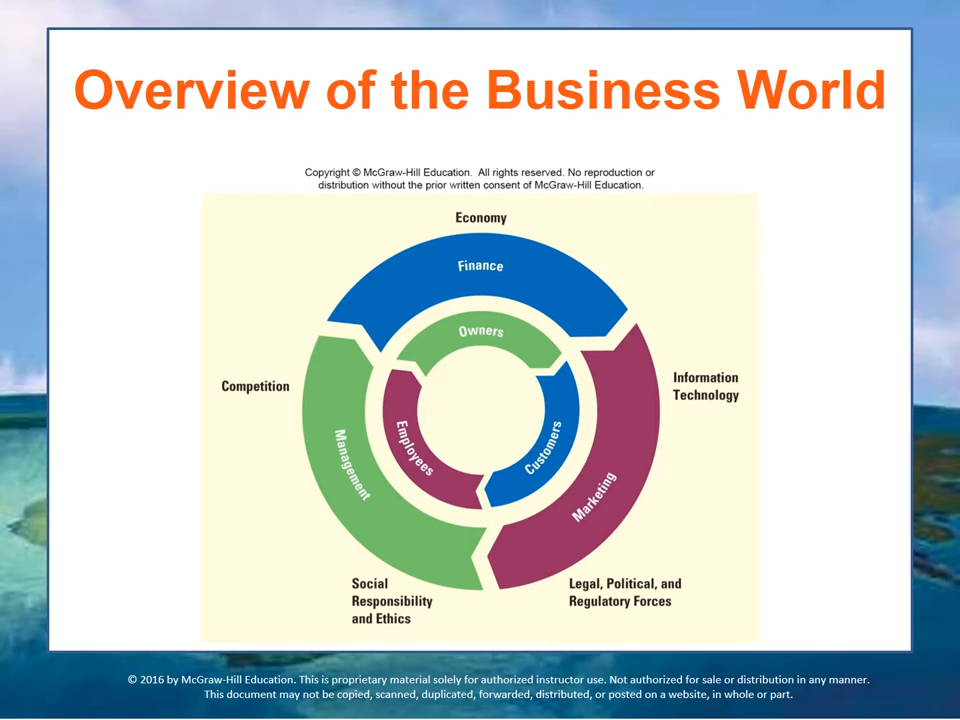 Overview of the Business World
Copyright © McGraw-Hill Education. All rights reserved. No reproduction or
distribution without the prior written consent of McGraw-Hill Education.
Economy
Finance
Owners
Competition
Information
Technology
Management
Employees
Customers
Marketing
Social
Responsibility
and Ethics
Legal, Political, and
Regulatory Forces
© 2016 by McGraw-Hill Education. This is proprietary material solely for authorized instructor use. Not authorized for sale or distribution in any manner.
This document may not be copied, scanned, duplicated, forwarded, distributed, or posted on a website, in whole or part.